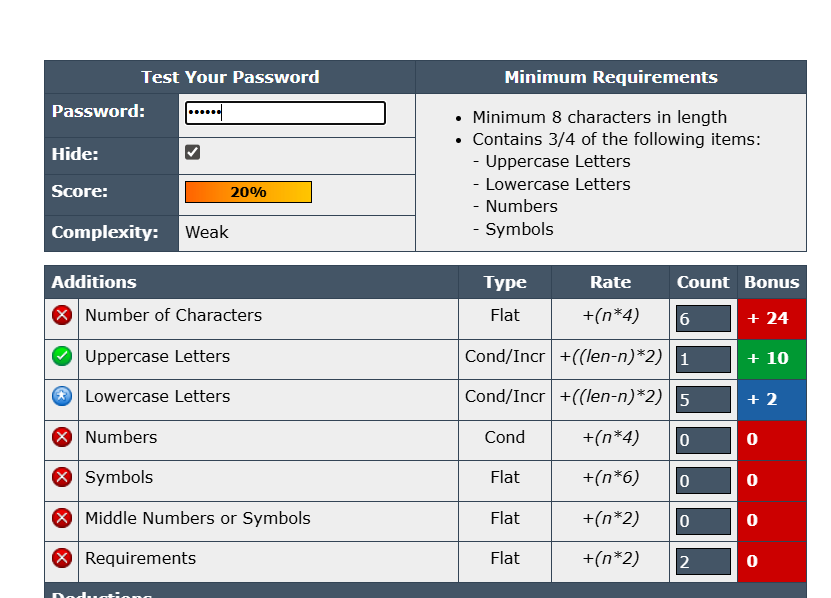 Test Your Password Minimum Requirements
Password: ••••••
Hide:
Score: 20%
Complexity: Weak
• Minimum 8 characters in length
• Contains 3/4 of the following items:
- Uppercase Letters
- Lowercase Letters
- Numbers
- Symbols
Additions Type Rate Count Bonus
Number of Characters Flat +(n*4) 6 + 24
Uppercase Letters Cond/Incr +((len-n)*2) 1 + 10
Lowercase Letters Cond/Incr +((len-n)*2) 5 + 2
Numbers Cond +(n*4) 0 0
Symbols Flat +(n*6) 0 0
Middle Numbers or Symbols Flat +(n*2) 0 0
Requirements Flat +(n*2) 2 0
Deductions